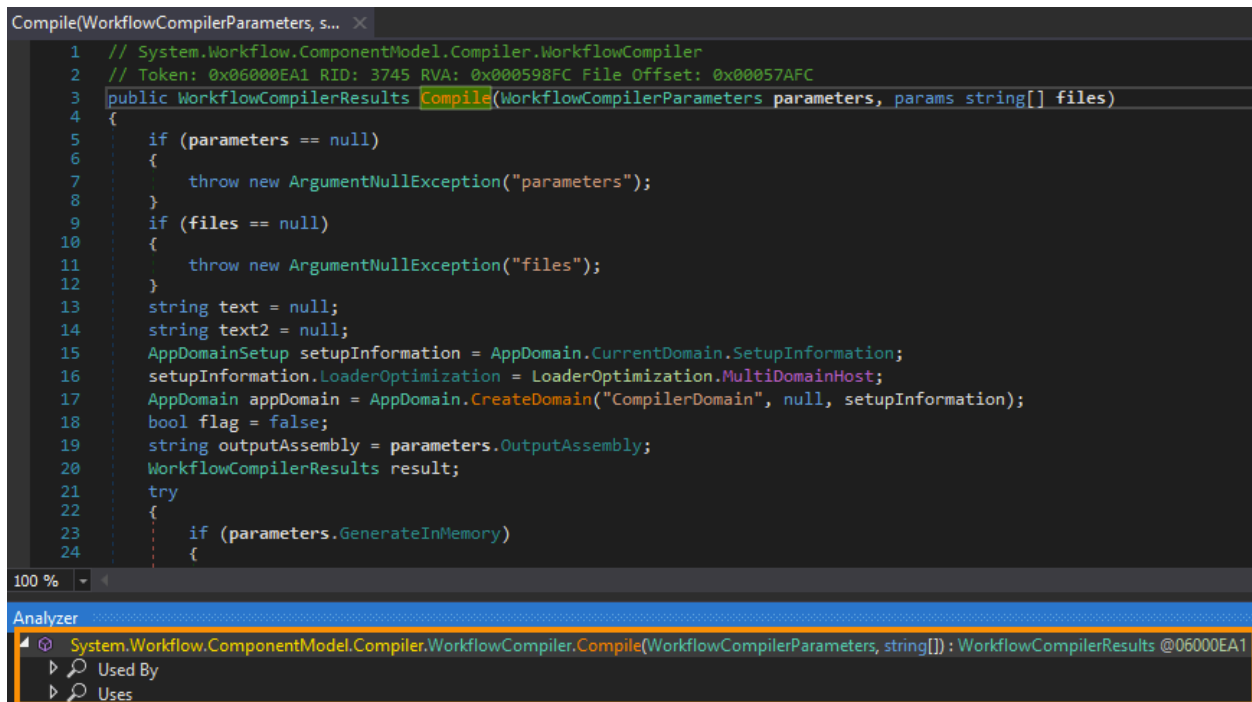 Compile(WorkflowCompilerParameters, s... ×
1 // System.Workflow.ComponentModel.Compiler.WorkflowCompiler
2 // Token: 0x06000EA1 RID: 3745 RVA: 0x000598FC File Offset: 0x00057AFC
3 public WorkflowCompilerResults Compile(WorkflowCompilerParameters parameters, params string[] files)
4 {
5 if (parameters == null)
6 {
7 throw new ArgumentNullException("parameters");
8 }
9 if (files == null)
10 {
11 throw new ArgumentNullException("files");
12 }
13 string text = null;
14 string text2 = null;
15 AppDomainSetup setupInformation = AppDomain.CurrentDomain.SetupInformation;
16 setupInformation.LoaderOptimization = LoaderOptimization.MultiDomainHost;
17 AppDomain appDomain = AppDomain.CreateDomain("CompilerDomain", null, setupInformation);
18 bool flag = false;
19 string outputAssembly = parameters.OutputAssembly;
20 WorkflowCompilerResults result;
21 try
22 {
23 if (parameters.GenerateInMemory)
24 {
100 %
Analyzer
System.Workflow.ComponentModel.Compiler.WorkflowCompiler.Compile(WorkflowCompilerParameters, string[]) : WorkflowCompilerResults @06000EA1
Used By
Uses